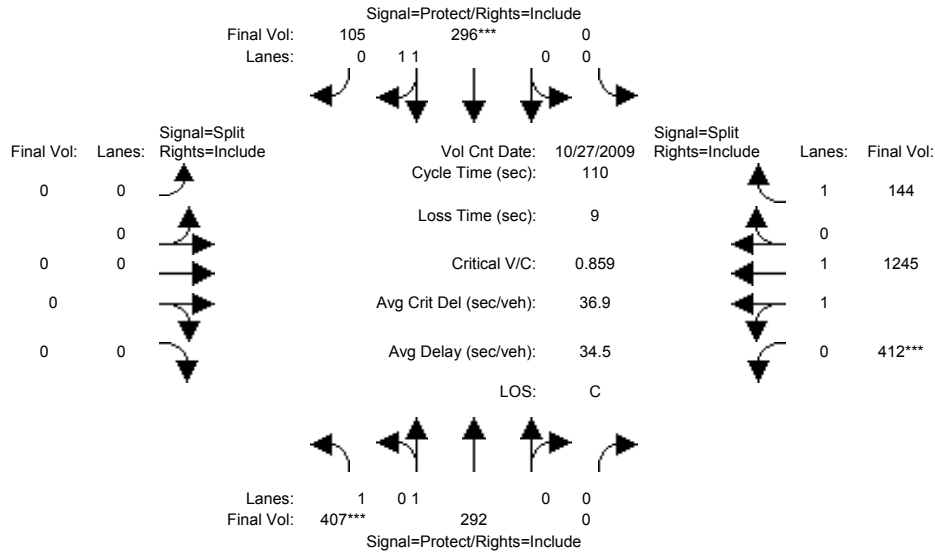 Signal=Protect/Rights=Include
Final Vol: 105 296*** 0
Lanes: 0 1 1 0 0
Signal=Split Signal=Split
Final Vol: Lanes: Rights=Include Vol Cnt Date: 10/27/2009 Rights=Include Lanes: Final Vol:
Cycle Time (sec): 110
0 0 1 144
Loss Time (sec): 9
0 0
0 0 Critical V/C: 0.859 1 1245
0 Avg Crit Del (sec/veh): 36.9 1
0 0 Avg Delay (sec/veh): 34.5 0 412***
LOS: C
Lanes: 1 0 1 0 0
Final Vol: 407*** 292 0
Signal=Protect/Rights=Include